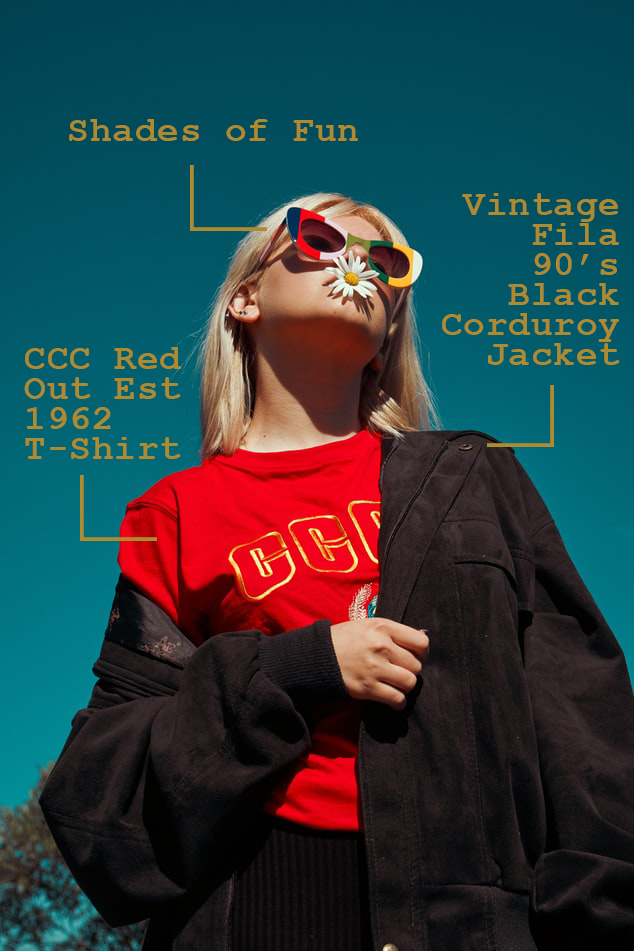 Shades of Fun
Vintage
Fila
90’s
Black
Corduroy
Jacket
CCC Red
Out Est
1962
T-Shirt
CCC